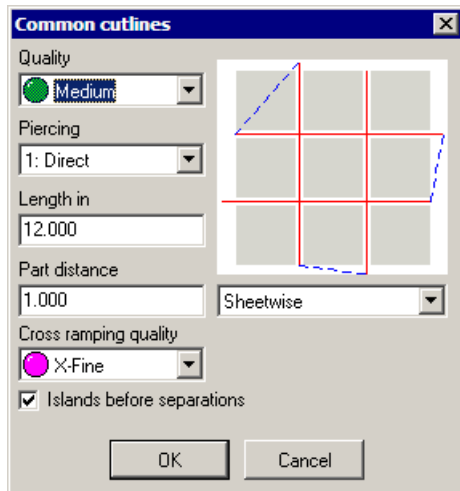 Common cutlines
Quality
Medium
Piercing
1: Direct
Length in
12.000
Part distance
1.000
Sheetwise
Cross ramping quality
X-Fine
Islands before separations
OK
Cancel